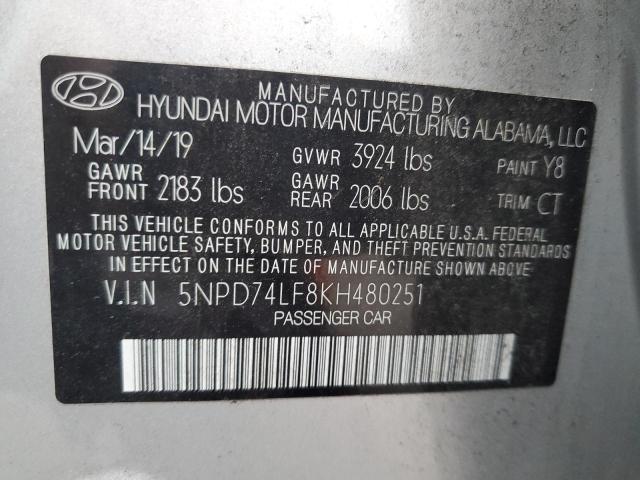 MANUFACTURED BY
HYUNDAI MOTOR MANUFACTURING ALABAMA, LLC
Mar/14/19 GVWR 3924 lbs PAINT Y8
GAWR FRONT 2183 lbs GAWR REAR 2006 lbs TRIM CT
THIS VEHICLE CONFORMS TO ALL APPLICABLE U.S.A. FEDERAL
MOTOR VEHICLE SAFETY, BUMPER, AND THEFT PREVENTION STANDARDS
IN EFFECT ON THE DATE OF MANUFACTURE SHOWN ABOVE.
V.I.N 5NPD74LF8KH480251
PASSENGER CAR